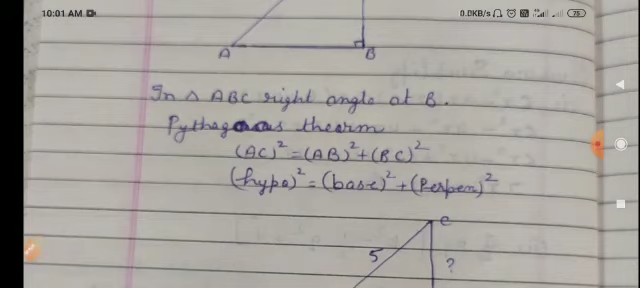 10:01 AM
0.0KB/s 75
A B
In △ ABC right angle at B.
Pythagoras theorm
(AC)² = (AB)² + (BC)²
(hypo)² = (base)² + (Perpen)²
C
5 ?